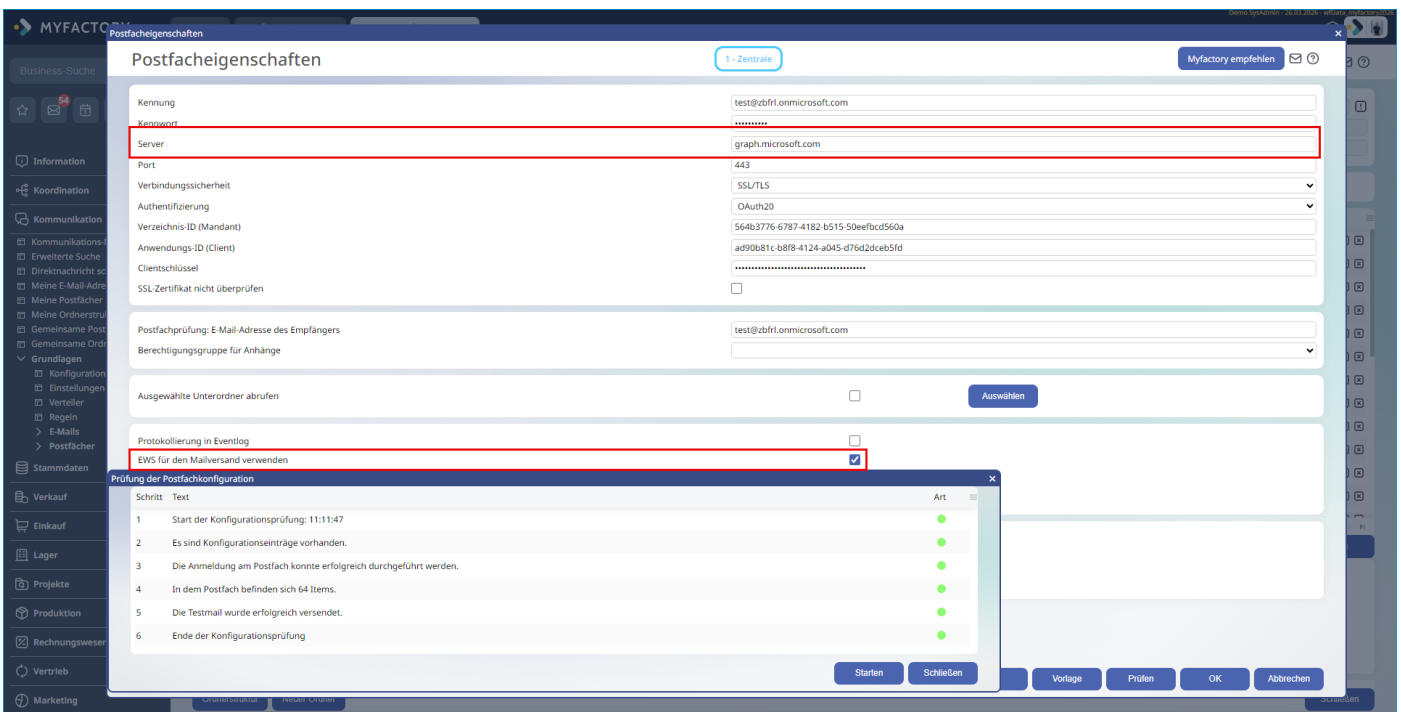 Demo SysAdmin - 26.03.2026 - wfData_myfactory2026
MYFACTORY
Business-Suche
54
Information
Koordination
Kommunikation
Erweiterte Suche
Direktnachricht sc
Meine E-Mail-Adre
Meine Postfächer
Meine Ordnerstru
Gemeinsame Post
Gemeinsame Ordn
Grundlagen
Konfiguration
Einstellungen
Verteiler
Regeln
E-Mails
Postfächer
Stammdaten
Verkauf
Einkauf
Lager
Projekte
Produktion
Rechnungsweser
Vertrieb
Marketing
Postfacheigenschaften
Postfacheigenschaften
1 - Zentrale
Myfactory empfehlen
Kennung test@zbfrl.onmicrosoft.com
Kennwort ••••••••••
Server graph.microsoft.com
Port 443
Verbindungssicherheit SSL/TLS
Authentifizierung OAuth20
Verzeichnis-ID (Mandant) 564b3776-6787-4182-b515-50eefbcd560a
Anwendungs-ID (Client) ad90b81c-b8f8-4124-a045-d76d2dceb5fd
Clientschlüssel ••••••••••••••••••••••••••••••••••••••••
SSL-Zertifikat nicht überprüfen
Postfachprüfung: E-Mail-Adresse des Empfängers test@zbfrl.onmicrosoft.com
Berechtigungsgruppe für Anhänge
Ausgewählte Unterordner abrufen Auswählen
Protokollierung in Eventlog
EWS für den Mailversand verwenden
Prüfung der Postfachkonfiguration
Schritt Text Art
1 Start der Konfigurationsprüfung: 11:11:47
2 Es sind Konfigurationseinträge vorhanden.
3 Die Anmeldung am Postfach konnte erfolgreich durchgeführt werden.
4 In dem Postfach befinden sich 64 Items.
5 Die Testmail wurde erfolgreich versendet.
6 Ende der Konfigurationsprüfung
Starten Schließen
Vorlage Prüfen OK Abbrechen
Ordnerstruktur Neuer Ordner Schließen